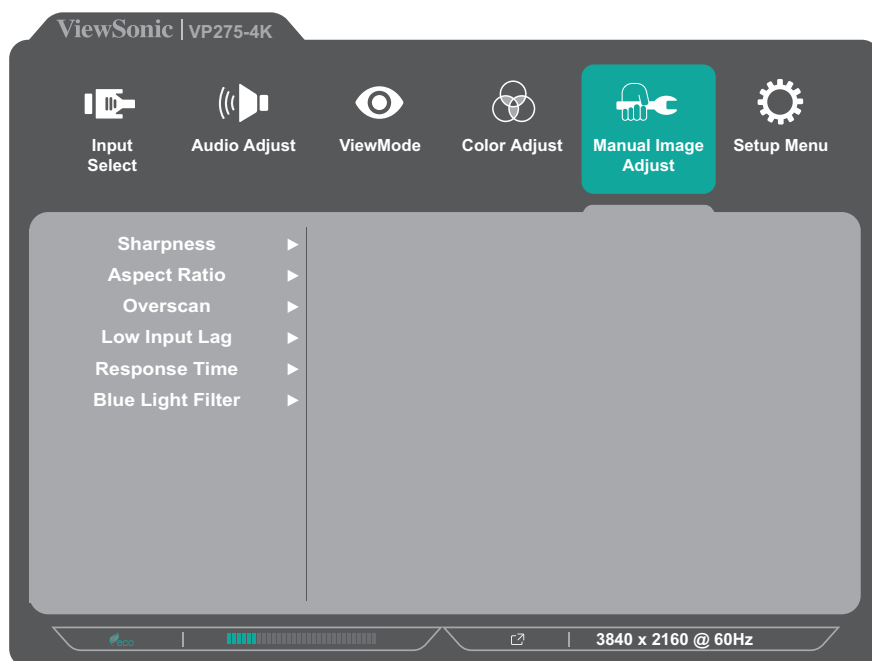 ViewSonic | VP275-4K
Input Select
Audio Adjust
ViewMode
Color Adjust
Manual Image Adjust
Setup Menu
Sharpness
Aspect Ratio
Overscan
Low Input Lag
Response Time
Blue Light Filter
eco
3840 x 2160 @ 60Hz